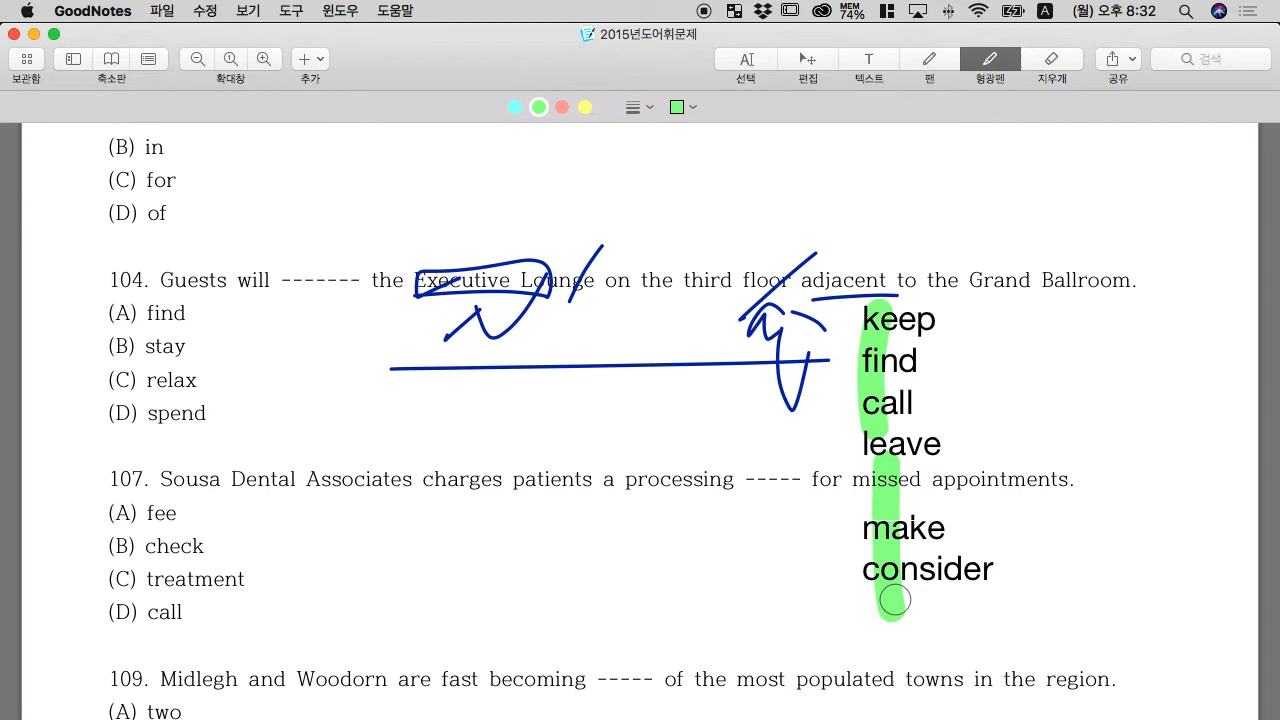 GoodNotes 파일 수정 보기 도구 윈도우 도움말 MEM 74% A (월) 오후 8:32
2015년도어휘문제
보관함 축소판 확대창 추가 선택 편집 텍스트 펜 형광펜 지우개 공유 검색
(B) in
(C) for
(D) of
104. Guests will ------- the Executive Lounge on the third floor adjacent to the Grand Ballroom.
(A) find
(B) stay
(C) relax
(D) spend
keep
find
call
leave
make
consider
107. Sousa Dental Associates charges patients a processing ----- for missed appointments.
(A) fee
(B) check
(C) treatment
(D) call
109. Midlegh and Woodorn are fast becoming ----- of the most populated towns in the region.
(A) two